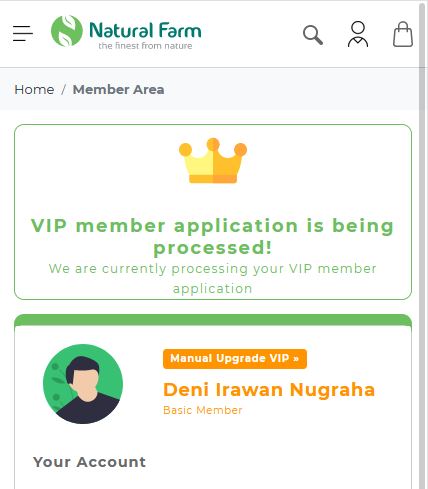 Natural Farm
the finest from nature
Home / Member Area
VIP member application is being
processed!
We are currently processing your VIP member
application
Manual Upgrade VIP »
Deni Irawan Nugraha
Basic Member
Your Account